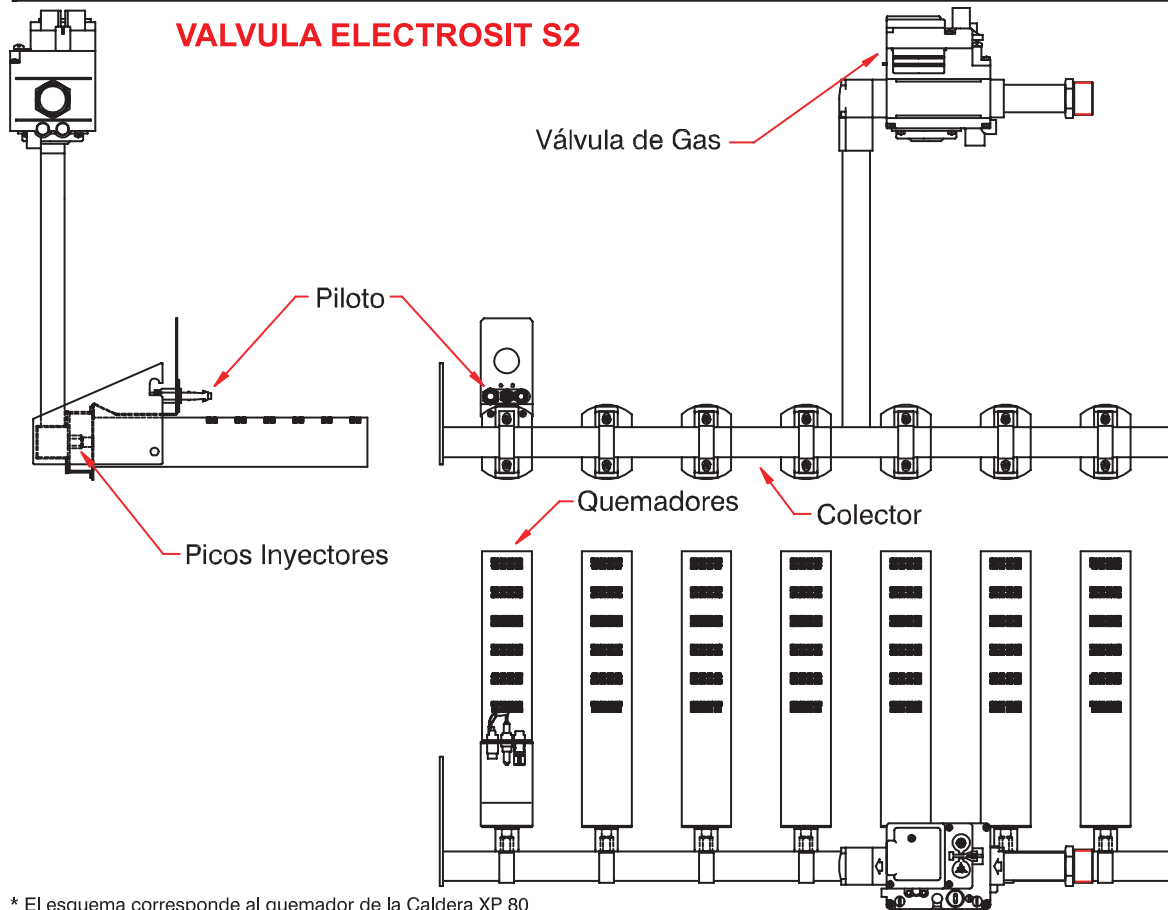 VALVULA ELECTROSIT S2
Válvula de Gas
Piloto
Quemadores
Colector
Picos Inyectores
* El esquema corresponde al quemador de la Caldera XP 80